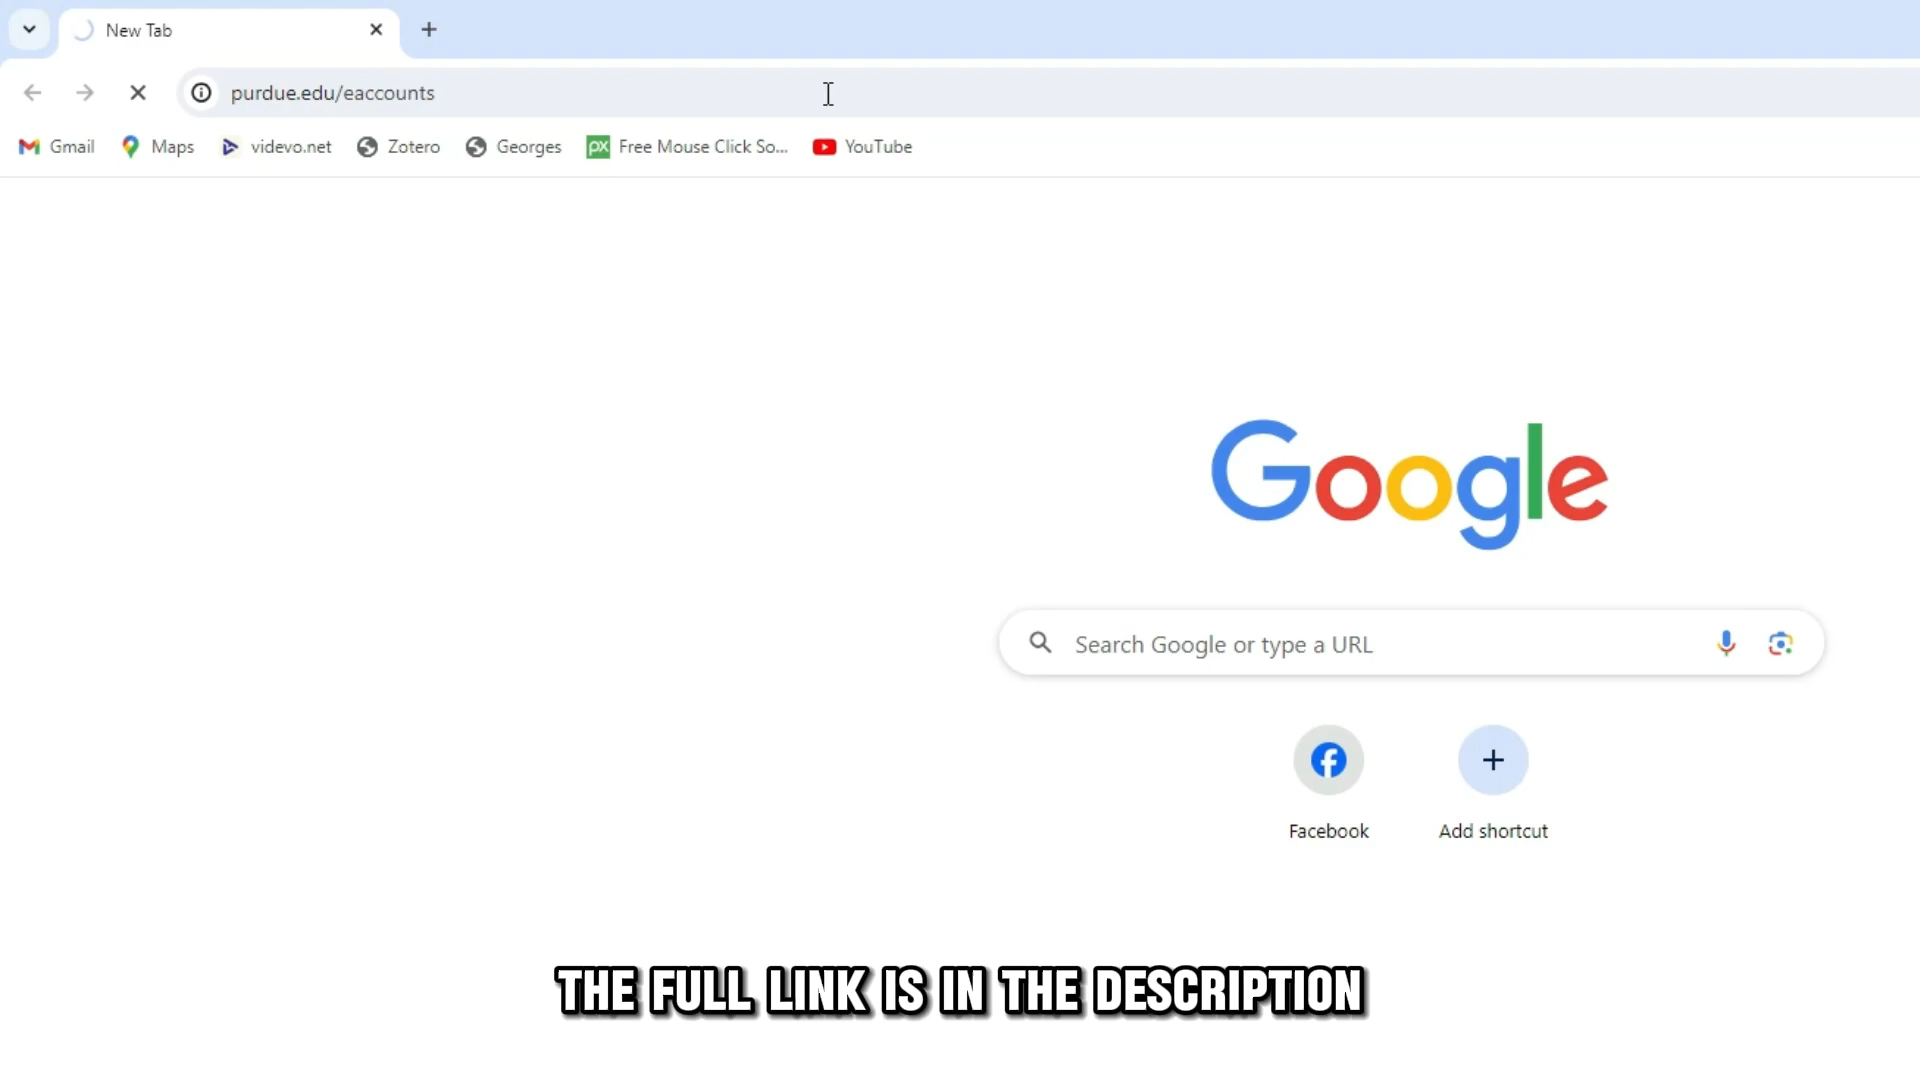 New Tab
purdue.edu/eaccounts
Gmail Maps videvo.net Zotero Georges px Free Mouse Click So... YouTube
Google
Search Google or type a URL
Facebook Add shortcut
THE FULL LINK IS IN THE DESCRIPTION